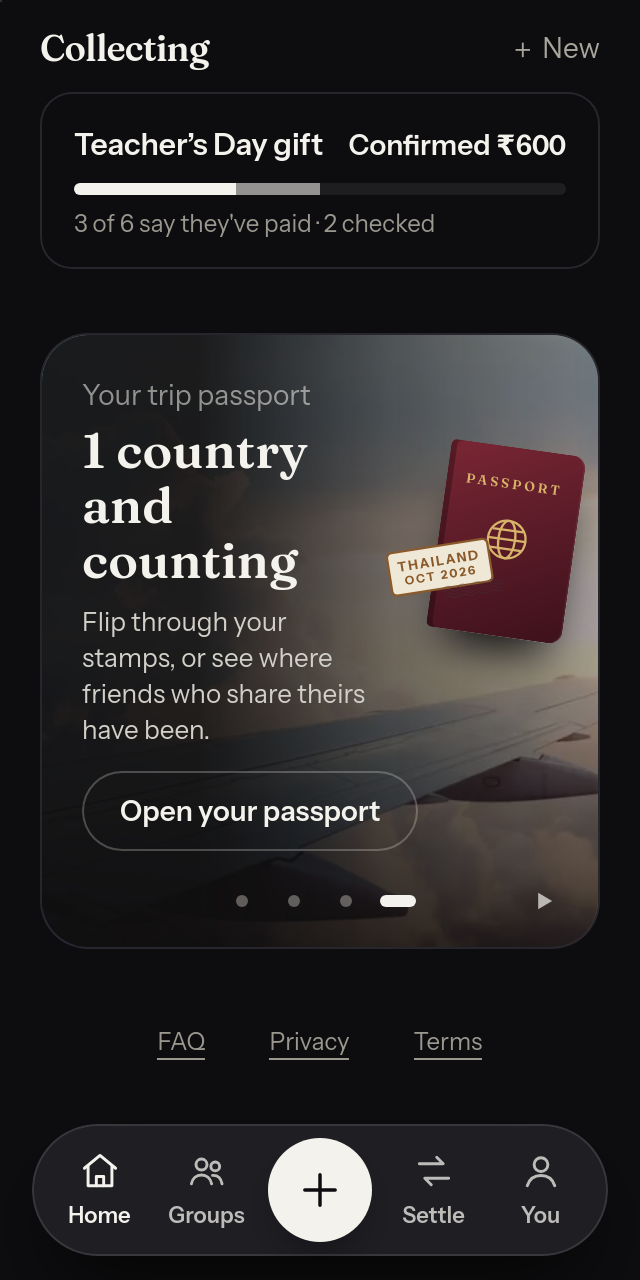 Collecting
+ New
Teacher’s Day gift
Confirmed ₹600
3 of 6 say they've paid · 2 checked
Your trip passport
1 country
and
counting
Flip through your
stamps, or see where
friends who share theirs
have been.
PASSPORT
THAILAND
OCT 2026
Open your passport
FAQ
Privacy
Terms
Home
Groups
Settle
You